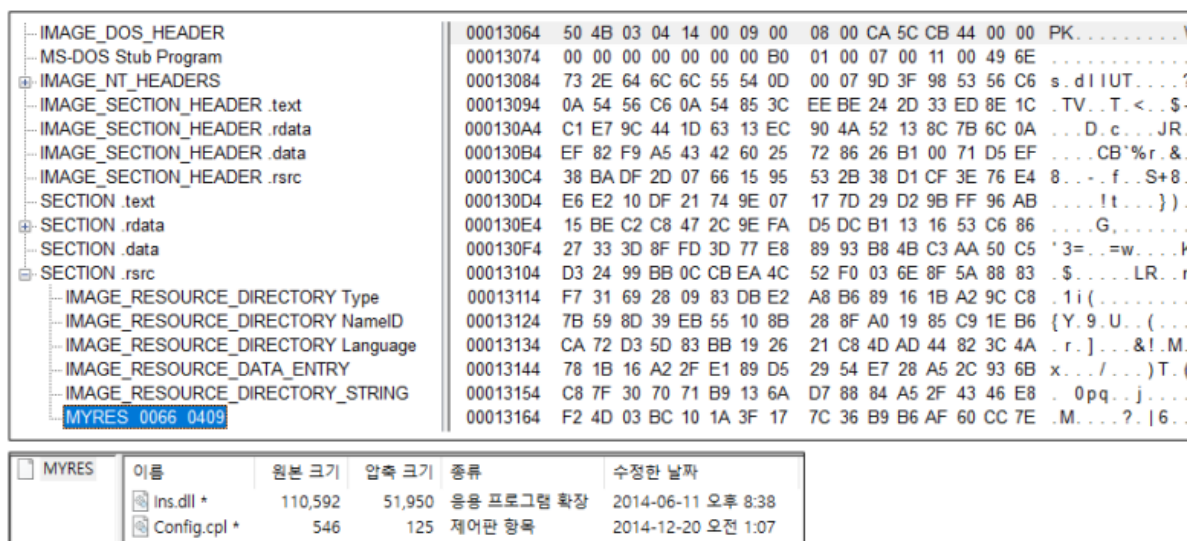 IMAGE_DOS_HEADER
MS-DOS Stub Program
IMAGE_NT_HEADERS
IMAGE_SECTION_HEADER .text
IMAGE_SECTION_HEADER .rdata
IMAGE_SECTION_HEADER .data
IMAGE_SECTION_HEADER .rsrc
SECTION .text
SECTION .rdata
SECTION .data
SECTION .rsrc
IMAGE_RESOURCE_DIRECTORY Type
IMAGE_RESOURCE_DIRECTORY NameID
IMAGE_RESOURCE_DIRECTORY Language
IMAGE_RESOURCE_DATA_ENTRY
IMAGE_RESOURCE_DIRECTORY_STRING
MYRES 0066 0409
00013064 50 4B 03 04 14 00 09 00 08 00 CA 5C CB 44 00 00 PK.........
00013074 00 00 00 00 00 00 00 B0 01 00 07 00 11 00 49 6E ..............
00013084 73 2E 64 6C 6C 55 54 0D 00 07 9D 3F 98 53 56 C6 s.dllUT....?
00013094 0A 54 56 C6 0A 54 85 3C EE BE 24 2D 33 ED 8E 1C .TV..T.<..$-
000130A4 C1 E7 9C 44 1D 63 13 EC 90 4A 52 13 8C 7B 6C 0A ...D.c...JR.
000130B4 EF 82 F9 A5 43 42 60 25 72 86 26 B1 00 71 D5 EF ....CB`%r.&.
000130C4 38 BA DF 2D 07 66 15 95 53 2B 38 D1 CF 3E 76 E4 8..-.f..S+8.
000130D4 E6 E2 10 DF 21 74 9E 07 17 7D 29 D2 9B FF 96 AB ....!t...}).
000130E4 15 BE C2 C8 47 2C 9E FA D5 DC B1 13 16 53 C6 86 ....G,......
000130F4 27 33 3D 8F FD 3D 77 E8 89 93 B8 4B C3 AA 50 C5 '3=..=w....K
00013104 D3 24 99 BB 0C CB EA 4C 52 F0 03 6E 8F 5A 88 83 .$.....LR..n
00013114 F7 31 69 28 09 83 DB E2 A8 B6 89 16 1B A2 9C C8 .1i(........
00013124 7B 59 8D 39 EB 55 10 8B 28 8F A0 19 85 C9 1E B6 {Y.9.U..(...
00013134 CA 72 D3 5D 83 BB 19 26 21 C8 4D AD 44 82 3C 4A .r.]...&!.M.
00013144 78 1B 16 A2 2F E1 89 D5 29 54 E7 28 A5 2C 93 6B x.../...)T.(
00013154 C8 7F 30 70 71 B9 13 6A D7 88 84 A5 2F 43 46 E8 . 0pq..j....
00013164 F2 4D 03 BC 10 1A 3F 17 7C 36 B9 B6 AF 60 CC 7E .M....?.|6..
MYRES
이름 원본 크기 압축 크기 종류 수정한 날짜
Ins.dll * 110,592 51,950 응용 프로그램 확장 2014-06-11 오후 8:38
Config.cpl * 546 125 제어판 항목 2014-12-20 오전 1:07